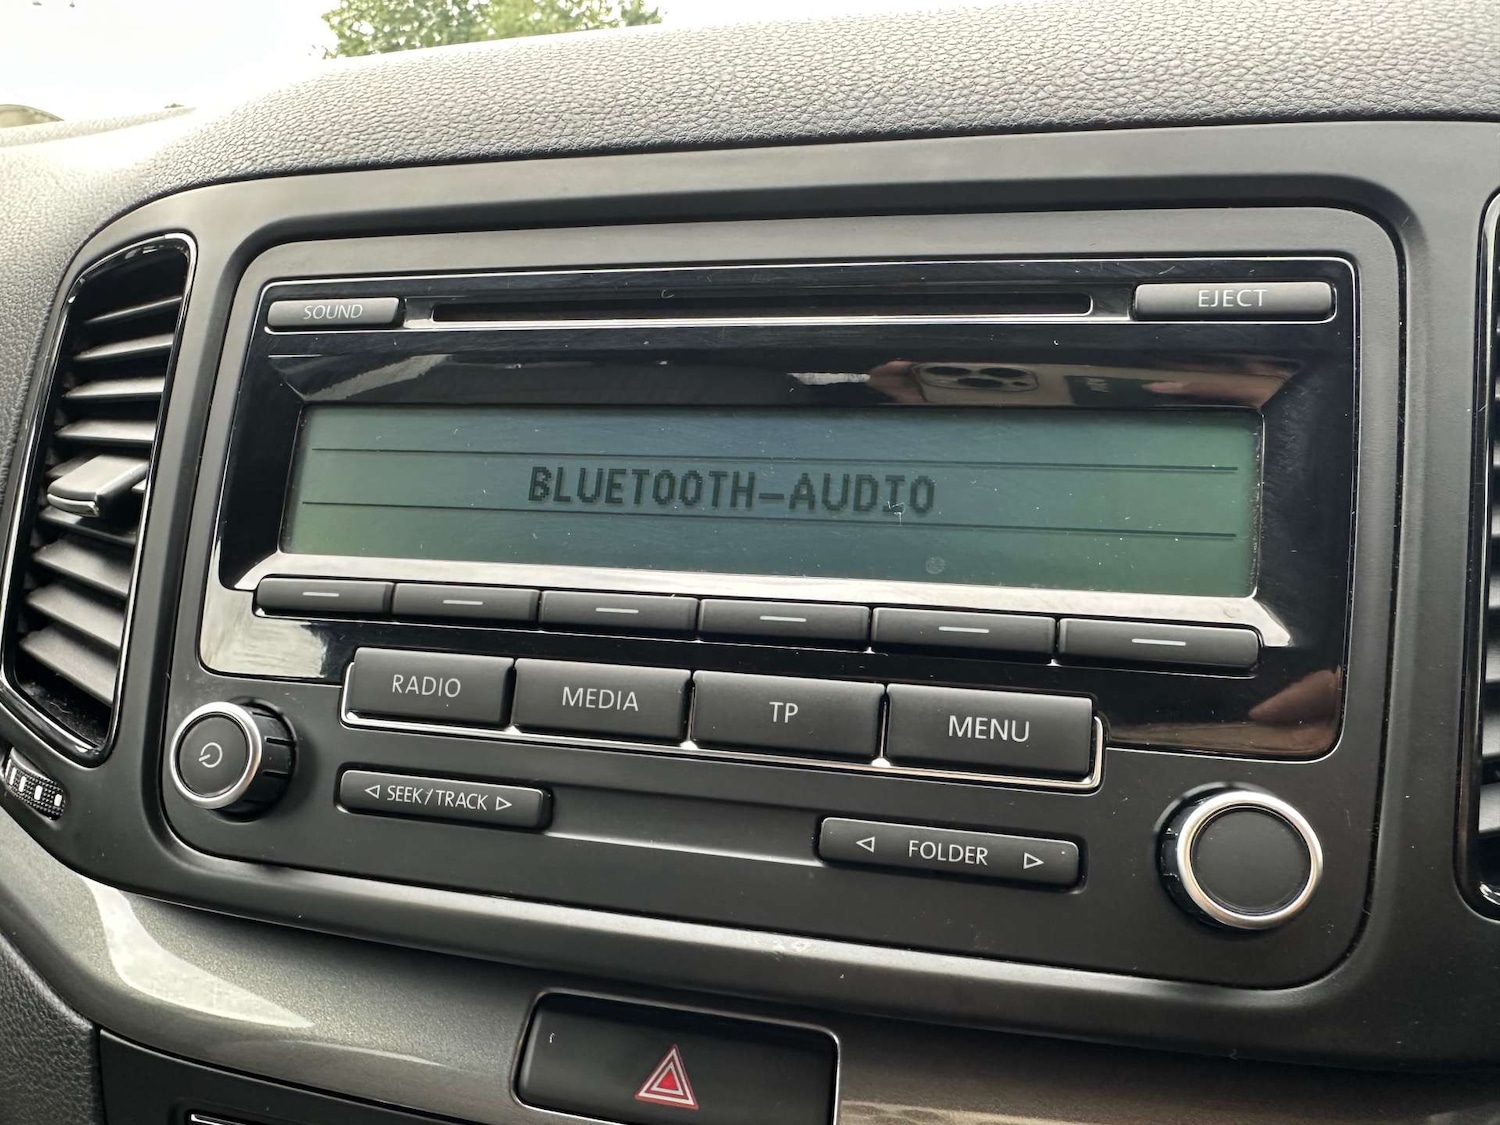 SOUND
EJECT
BLUETOOTH-AUDIO
RADIO
MEDIA
TP
MENU
SEEK/TRACK
FOLDER